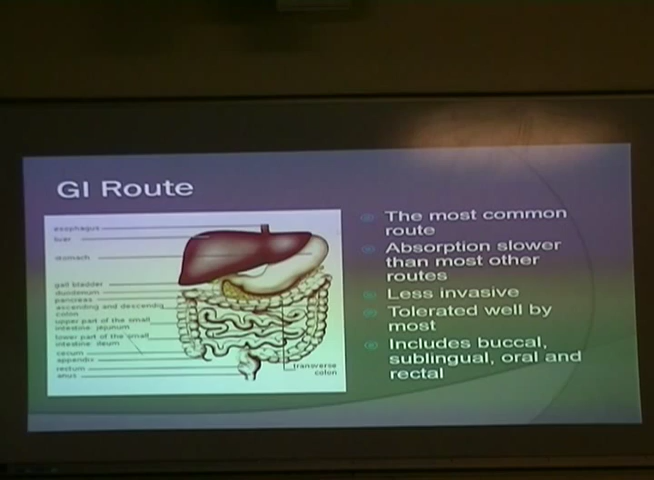 GI Route
esophagus
liver
stomach
gall bladder
duodenum
pancreas
ascending and descending
colon
upper part of the small
intestine: jejunum
lower part of the small
intestine: ileum
cecum
appendix
rectum
anus
transverse
colon
The most common
route
Absorption slower
than most other
routes
Less invasive
Tolerated well by
most
Includes buccal,
sublingual, oral and
rectal